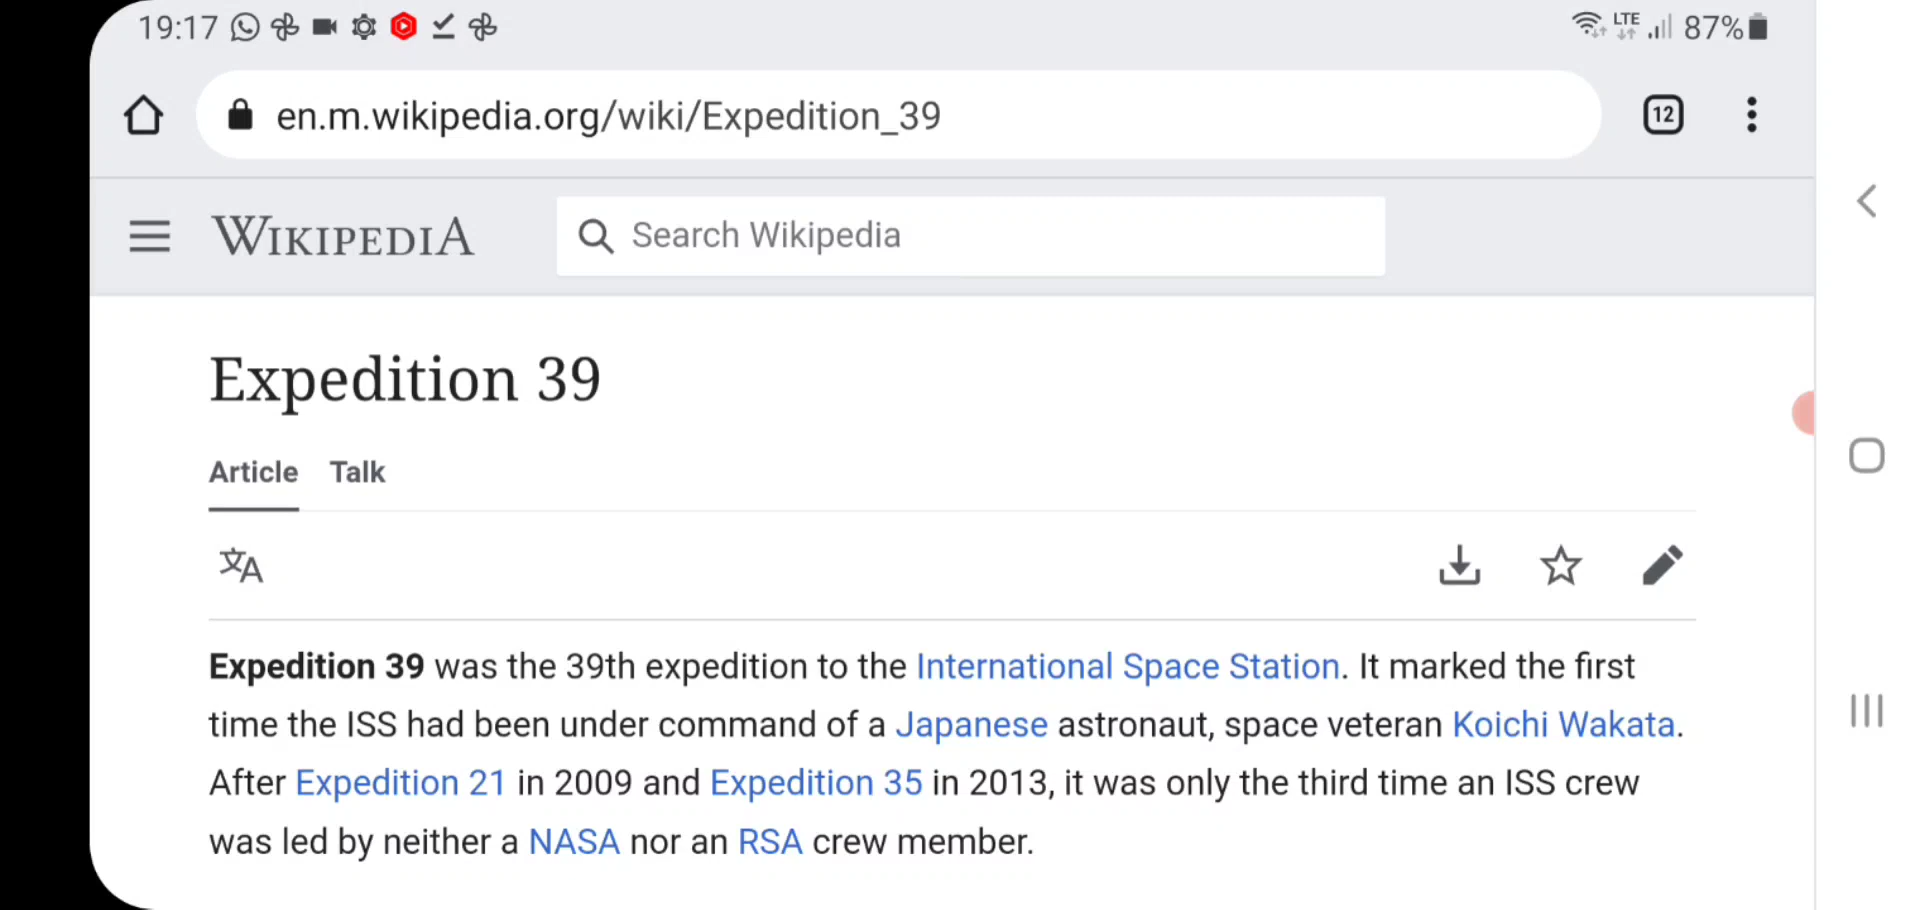 19:17 LTE 87%
en.m.wikipedia.org/wiki/Expedition_39 12
WIKIPEDIA Search Wikipedia
Expedition 39
Article Talk
Expedition 39 was the 39th expedition to the International Space Station. It marked the first
time the ISS had been under command of a Japanese astronaut, space veteran Koichi Wakata.
After Expedition 21 in 2009 and Expedition 35 in 2013, it was only the third time an ISS crew
was led by neither a NASA nor an RSA crew member.